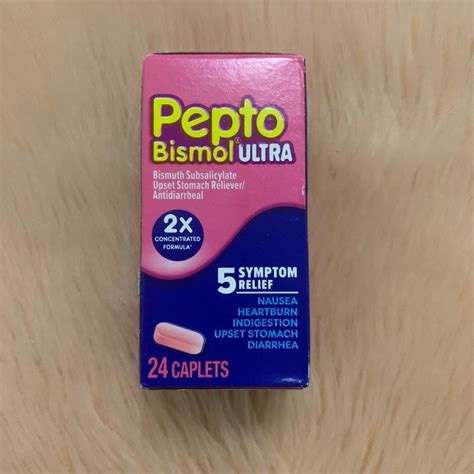 Pepto
Bismol® ULTRA
Bismuth Subsalicylate
Upset Stomach Reliever/
Antidiarrheal
2X
CONCENTRATED
FORMULA*
5 SYMPTOM
RELIEF
NAUSEA
HEARTBURN
INDIGESTION
UPSET STOMACH
DIARRHEA
24 CAPLETS